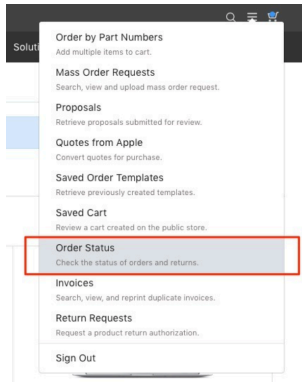 Soluti
Order by Part Numbers
Add multiple items to cart.
Mass Order Requests
Search, view and upload mass order request.
Proposals
Retrieve proposals submitted for review.
Quotes from Apple
Convert quotes for purchase.
Saved Order Templates
Retrieve previously created templates.
Saved Cart
Review a cart created on the public store.
Order Status
Check the status of orders and returns.
Invoices
Search, view, and reprint duplicate invoices.
Return Requests
Request a product return authorization.
Sign Out